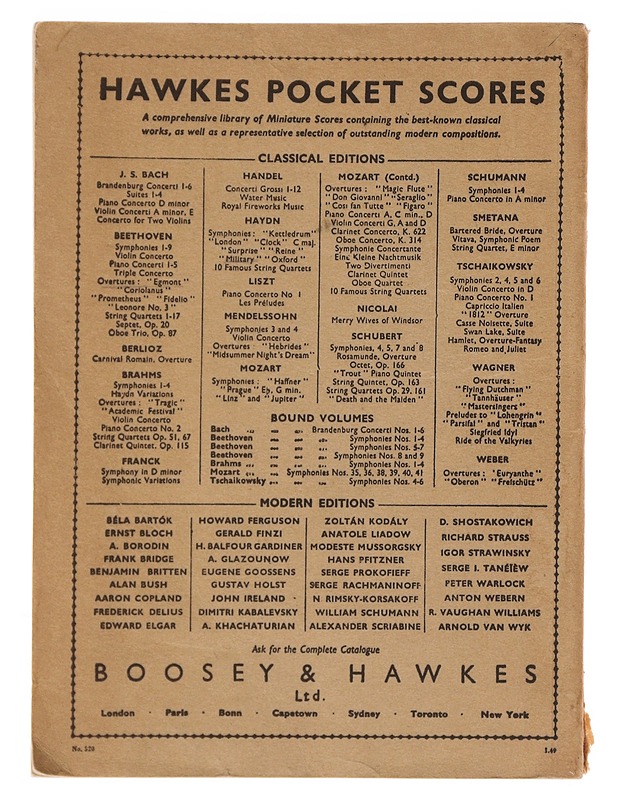 HAWKES POCKET SCORES
A comprehensive library of Miniature Scores containing the best-known classical
works, as well as a representative selection of outstanding modern compositions.
CLASSICAL EDITIONS
J. S. BACH
Brandenburg Concerti 1-6
Suites 1-4
Piano Concerto D minor
Violin Concerti A minor, E
Concerto for Two Violins
BEETHOVEN
Symphonies 1-9
Violin Concerto
Piano Concerti 1-5
Triple Concerto
Overtures : "Egmont"
"Coriolanus"
"Prometheus" "Fidelio"
"Leonore No. 3"
String Quartets 1-17
Septet, Op. 20
Oboe Trio, Op. 87
BERLIOZ
Carnival Romain, Overture
BRAHMS
Symphonies 1-4
Haydn Variations
Overtures : "Tragic"
"Academic Festival"
Violin Concerto
Piano Concerto No. 2
String Quartets Op. 51, 67
Clarinet Quintet, Op. 115
FRANCK
Symphony in D minor
Symphonic Variations
HANDEL
Concerti Grossi 1-12
Water Music
Royal Fireworks Music
HAYDN
Symphonies : "Kettledrum"
"London" "Clock" C maj.
"Surprise" "Reine"
"Military" "Oxford"
10 Famous String Quartets
LISZT
Piano Concerto No 1
Les Préludes
MENDELSSOHN
Symphonies 3 and 4
Violin Concerto
Overtures : "Hebrides"
"Midsummer Night's Dream"
MOZART
Symphonies : "Haffner"
"Prague" Eb, G min.
"Linz" and "Jupiter"
MOZART (Contd.)
Overtures : "Magic Flute"
"Don Giovanni" "Seraglio"
"Cosi fan Tutte" "Figaro"
Piano Concerti A, C min., D
Violin Concerti G, A and D
Clarinet Concerto, K. 622
Oboe Concerto, K. 314
Symphonie Concertante
Eine Kleine Nachtmusik
Two Divertimenti
Clarinet Quintet
Oboe Quartet
10 Famous String Quartets
NICOLAI
Merry Wives of Windsor
SCHUBERT
Symphonies, 4, 5, 7 and 8
Rosamunde, Overture
Octet, Op. 166
"Trout" Piano Quintet
String Quintet, Op. 163
String Quartets Op. 29, 161
"Death and the Maiden"
SCHUMANN
Symphonies 1-4
Piano Concerto in A minor
SMETANA
Bartered Bride, Overture
Vltava, Symphonic Poem
String Quartet, E minor
TSCHAIKOWSKY
Symphonies 2, 4, 5 and 6
Violin Concerto in D
Piano Concerto No. 1
Capriccio Italien
"1812" Overture
Casse Noisette, Suite
Swan Lake, Suite
Hamlet, Overture-Fantasy
Romeo and Juliet
WAGNER
Overtures :
"Flying Dutchman"
"Tannhäuser"
"Mastersingers"
Preludes to "Lohengrin"
"Parsifal" and "Tristan"
Siegfried Idyl
Ride of the Valkyries
WEBER
Overtures : "Euryanthe"
"Oberon" "Freischütz"
BOUND VOLUMES
Bach ... ... ... Brandenburg Concerti Nos. 1-6
Beethoven ... ... ... Symphonies Nos. 1-4
Beethoven ... ... ... Symphonies Nos. 5-7
Beethoven ... ... ... Symphonies Nos. 8 and 9
Brahms ... ... ... Symphonies Nos. 1-4
Mozart ... ... Symphonies Nos. 35, 36, 38, 39, 40, 41
Tschaikowsky ... ... ... Symphonies Nos. 4-6
MODERN EDITIONS
BÉLA BARTÓK
ERNST BLOCH
A. BORODIN
FRANK BRIDGE
BENJAMIN BRITTEN
ALAN BUSH
AARON COPLAND
FREDERICK DELIUS
EDWARD ELGAR
HOWARD FERGUSON
GERALD FINZI
H. BALFOUR GARDINER
A. GLAZOUNOW
EUGENE GOOSSENS
GUSTAV HOLST
JOHN IRELAND
DIMITRI KABALEVSKY
A. KHACHATURIAN
ZOLTÁN KODÁLY
ANATOLE LIADOW
MODESTE MUSSORGSKY
HANS PFITZNER
SERGE PROKOFIEFF
SERGE RACHMANINOFF
N RIMSKY-KORSAKOFF
WILLIAM SCHUMANN
ALEXANDER SCRIABINE
D. SHOSTAKOWICH
RICHARD STRAUSS
IGOR STRAWINSKY
SERGE I. TANÉÏEW
PETER WARLOCK
ANTON WEBERN
R. VAUGHAN WILLIAMS
ARNOLD VAN WYK
Ask for the Complete Catalogue
BOOSEY & HAWKES
Ltd.
London · Paris · Bonn · Capetown · Sydney · Toronto · New York
No. 520
1.49